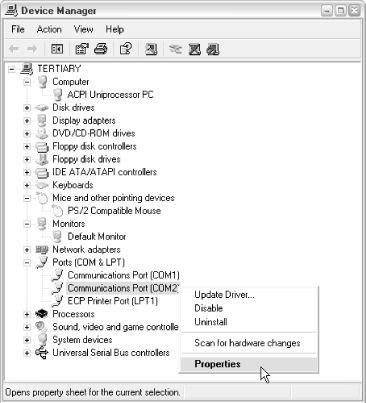 Device Manager
File Action View Help
TERTIARY
Computer
ACPI Uniprocessor PC
Disk drives
Display adapters
DVD/CD-ROM drives
Floppy disk controllers
Floppy disk drives
IDE ATA/ATAPI controllers
Keyboards
Mice and other pointing devices
PS/2 Compatible Mouse
Monitors
Default Monitor
Network adapters
Ports (COM & LPT)
Communications Port (COM1)
Communications Port (COM2)
ECP Printer Port (LPT1)
Processors
Sound, video and game controlle
System devices
Universal Serial Bus controllers
Update Driver...
Disable
Uninstall
Scan for hardware changes
Properties
Opens property sheet for the current selection.